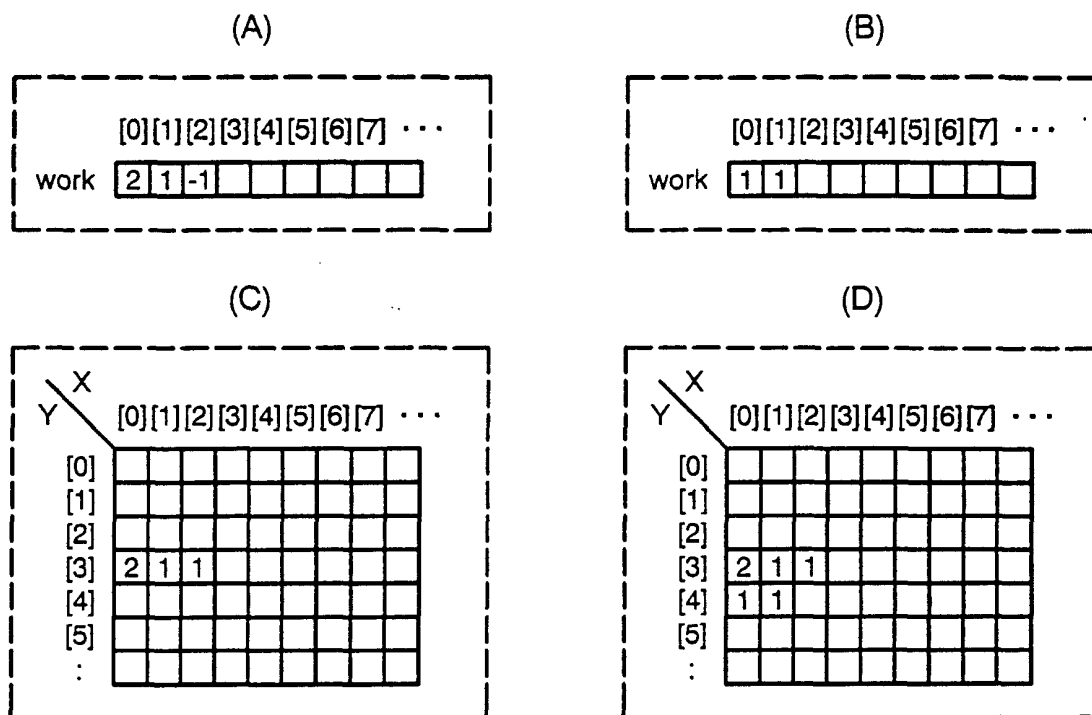 (A) (B)
[0] [1] [2] [3] [4] [5] [6] [7] ··· [0] [1] [2] [3] [4] [5] [6] [7] ···
work 2 1 -1 work 1 1
(C) (D)
X X
Y [0] [1] [2] [3] [4] [5] [6] [7] ··· Y [0] [1] [2] [3] [4] [5] [6] [7] ···
[0] [0]
[1] [1]
[2] [2]
[3] 2 1 1 [3] 2 1 1
[4] [4] 1 1
[5] [5]
: :